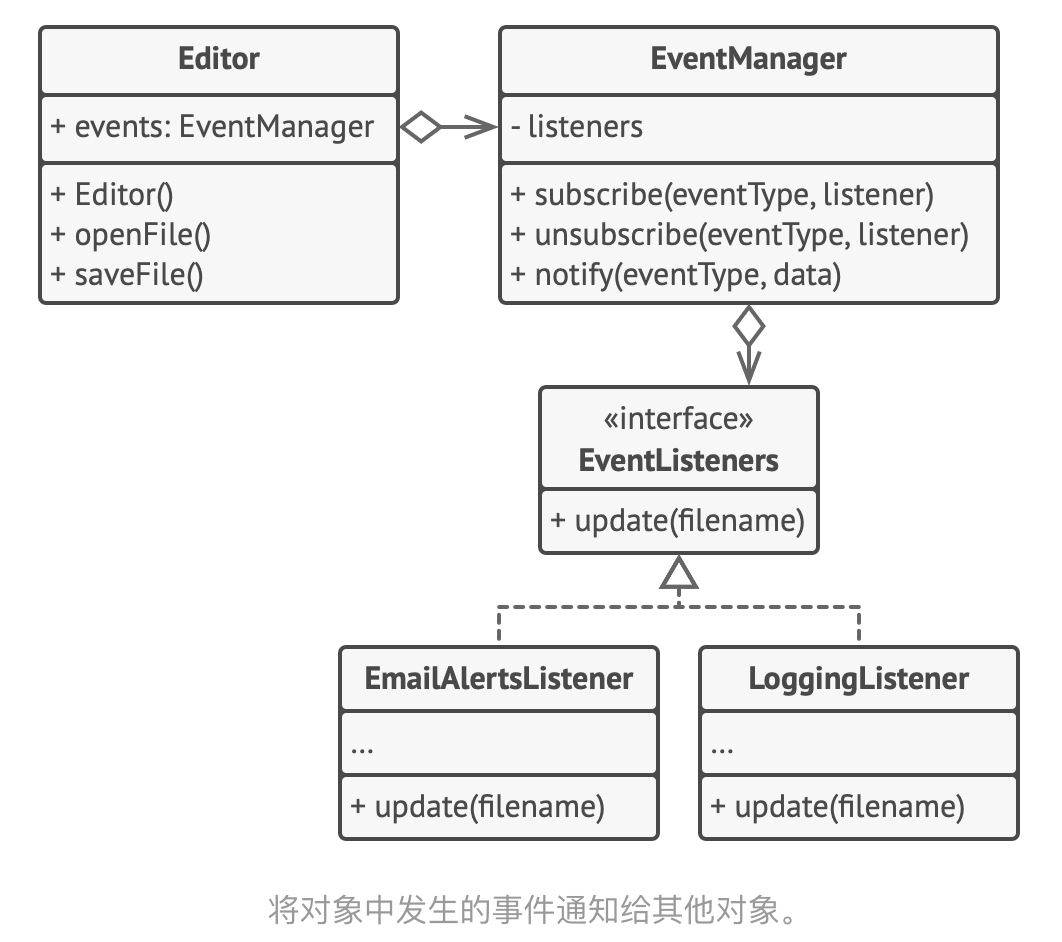 Editor
+ events: EventManager
+ Editor()
+ openFile()
+ saveFile()
EventManager
- listeners
+ subscribe(eventType, listener)
+ unsubscribe(eventType, listener)
+ notify(eventType, data)
«interface»
EventListeners
+ update(filename)
EmailAlertsListener
...
+ update(filename)
LoggingListener
...
+ update(filename)
将对象中发生的事件通知给其他对象。